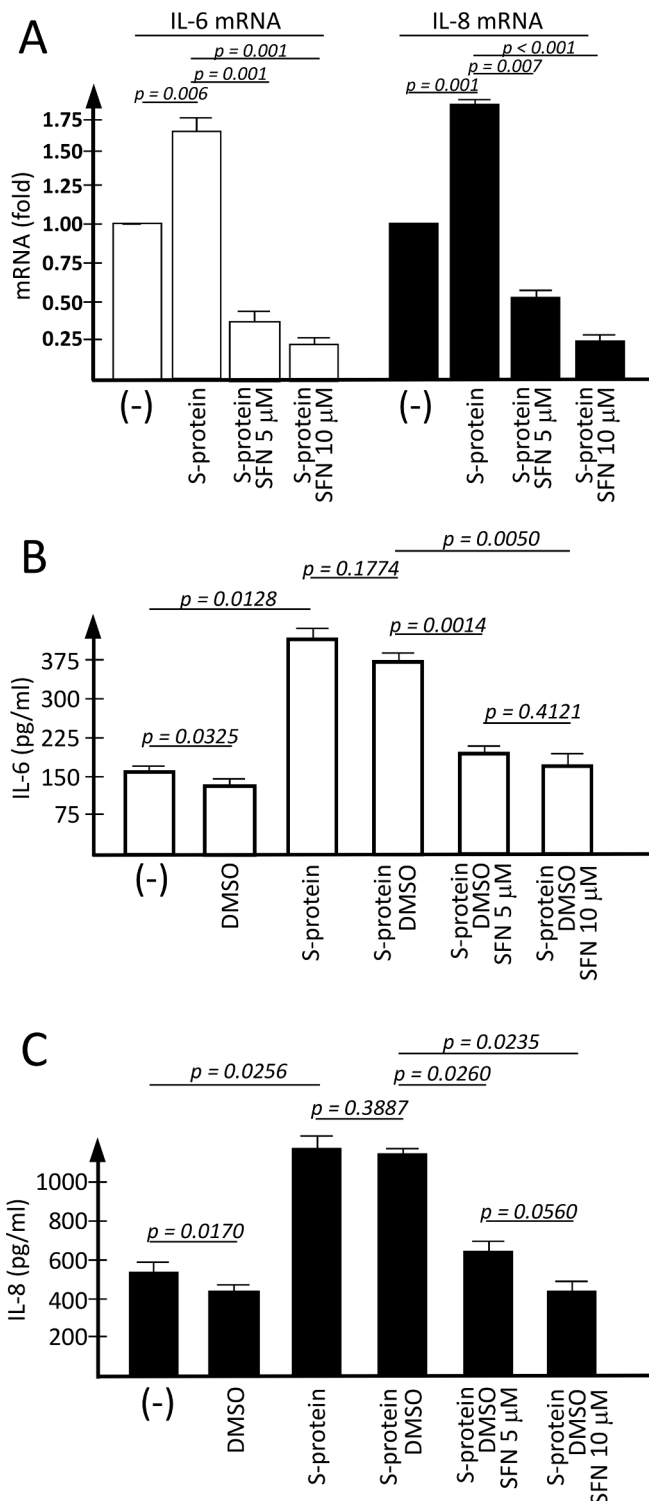 A
IL-6 mRNA
IL-8 mRNA
p = 0.001
p < 0.001
p = 0.001
p = 0.007
p = 0.006
p = 0.001
mRNA (fold)
1.75
1.50
1.25
1.00
0.75
0.50
0.25
(-)
S-protein
S-protein
SFN 5 μM
S-protein
SFN 10 μM
(-)
S-protein
S-protein
SFN 5 μM
S-protein
SFN 10 μM
B
p = 0.0050
p = 0.1774
p = 0.0128
p = 0.0014
p = 0.4121
p = 0.0325
IL-6 (pg/ml)
375
300
225
150
75
(-)
DMSO
S-protein
S-protein
DMSO
S-protein
DMSO
SFN 5 μM
S-protein
DMSO
SFN 10 μM
C
p = 0.0235
p = 0.0256
p = 0.0260
p = 0.3887
p = 0.0560
p = 0.0170
IL-8 (pg/ml)
1000
800
600
400
200
(-)
DMSO
S-protein
S-protein
DMSO
S-protein
DMSO
SFN 5 μM
S-protein
DMSO
SFN 10 μM